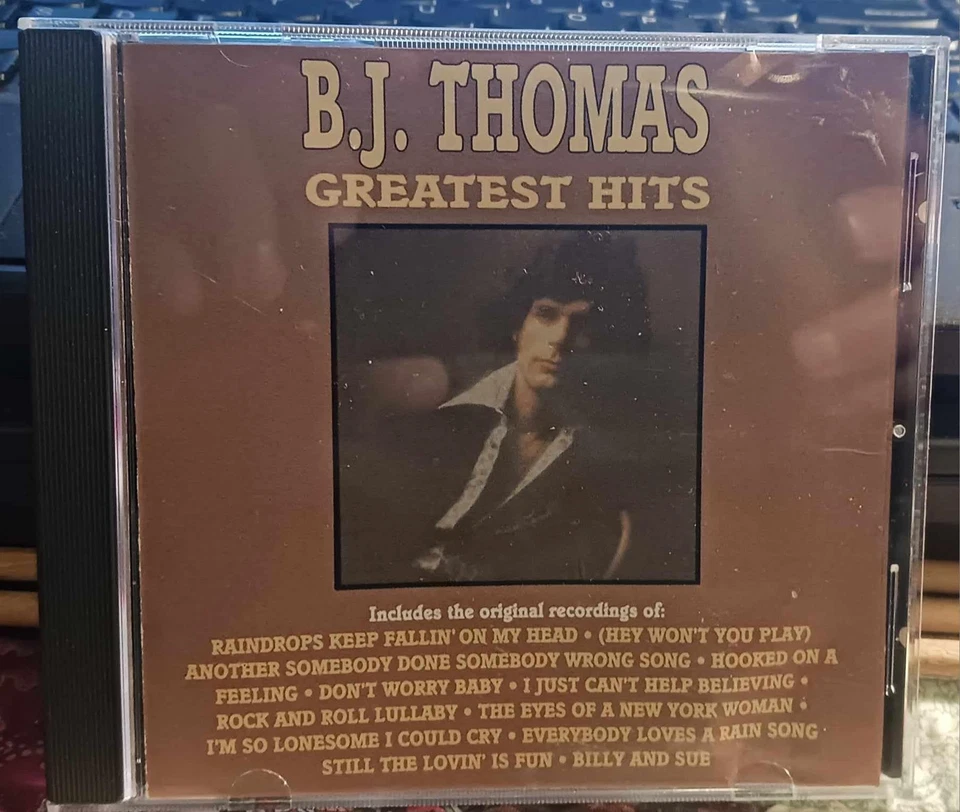 B.J. THOMAS
GREATEST HITS
Includes the original recordings of:
RAINDROPS KEEP FALLIN' ON MY HEAD • (HEY WON'T YOU PLAY)
ANOTHER SOMEBODY DONE SOMEBODY WRONG SONG • HOOKED ON A
FEELING • DON'T WORRY BABY • I JUST CAN'T HELP BELIEVING •
ROCK AND ROLL LULLABY • THE EYES OF A NEW YORK WOMAN •
I'M SO LONESOME I COULD CRY • EVERYBODY LOVES A RAIN SONG
STILL THE LOVIN' IS FUN • BILLY AND SUE